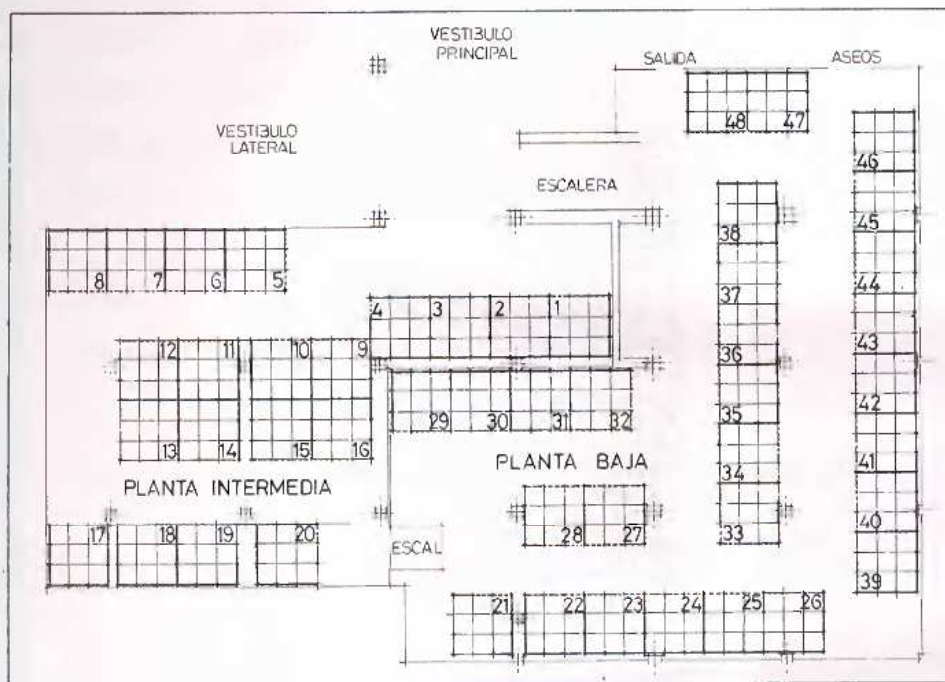 VESTIBULO
PRINCIPAL
SALIDA
ASEOS
48 47
VESTIBULO
LATERAL
46
ESCALERA
45
38
8 7 6 5
44
37
4 3 2 1
43
12 11 10 9
36
42
35
29 30 31 32
13 14 15 16
41
PLANTA BAJA
34
PLANTA INTERMEDIA
40
17 18 19 20
28 27
33
ESCAL
39
21 22 23 24 25 26